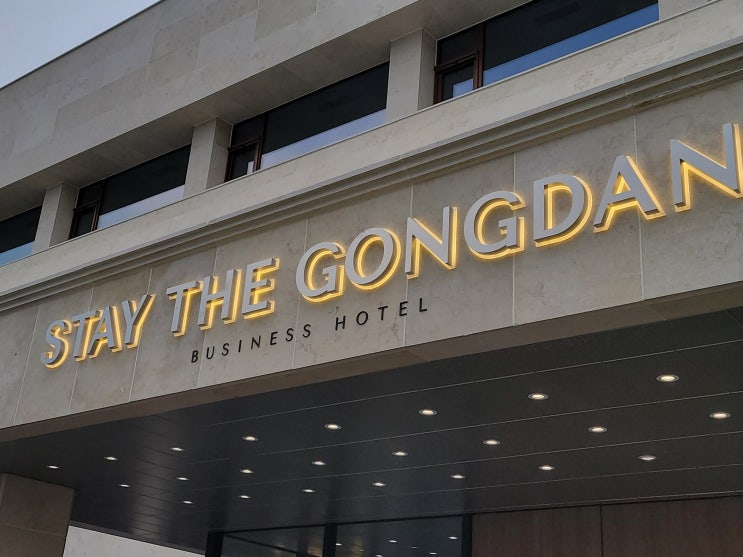 STAY THE GONGDAN
BUSINESS HOTEL